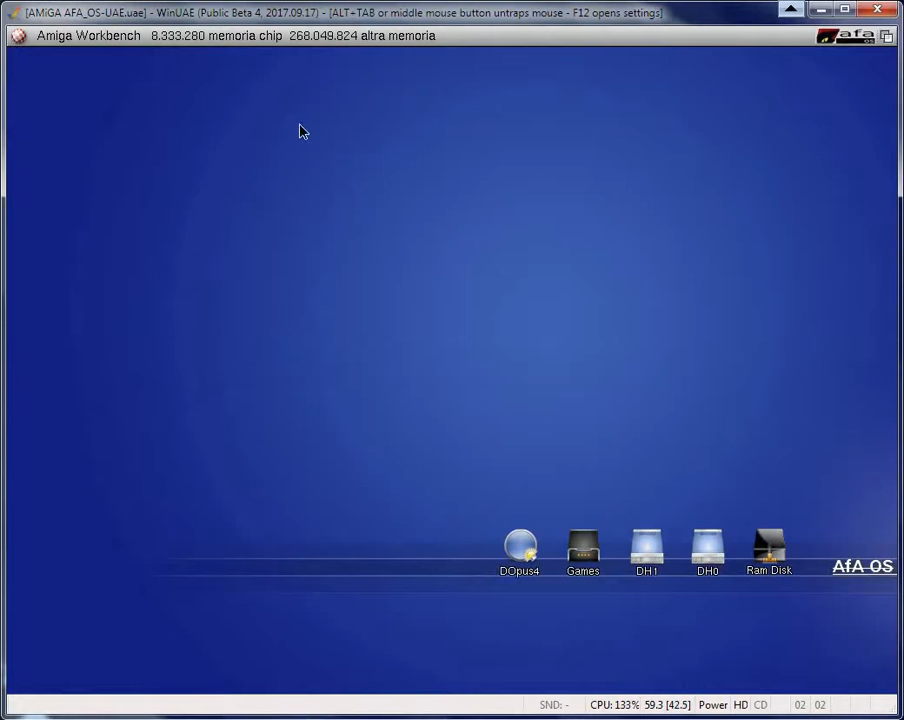 [AMiGA AFA_OS-UAE.uae] - WinUAE (Public Beta 4, 2017.09.17) - [ALT+TAB or middle mouse button untraps mouse - F12 opens settings]
Amiga Workbench 8.333.280 memoria chip 268.049.824 altra memoria
afa
os
DOpus4 Games DH1 DH0 Ram Disk
AfA OS
SND: - CPU: 133% 59.3 [42.5] Power HD CD 02 02